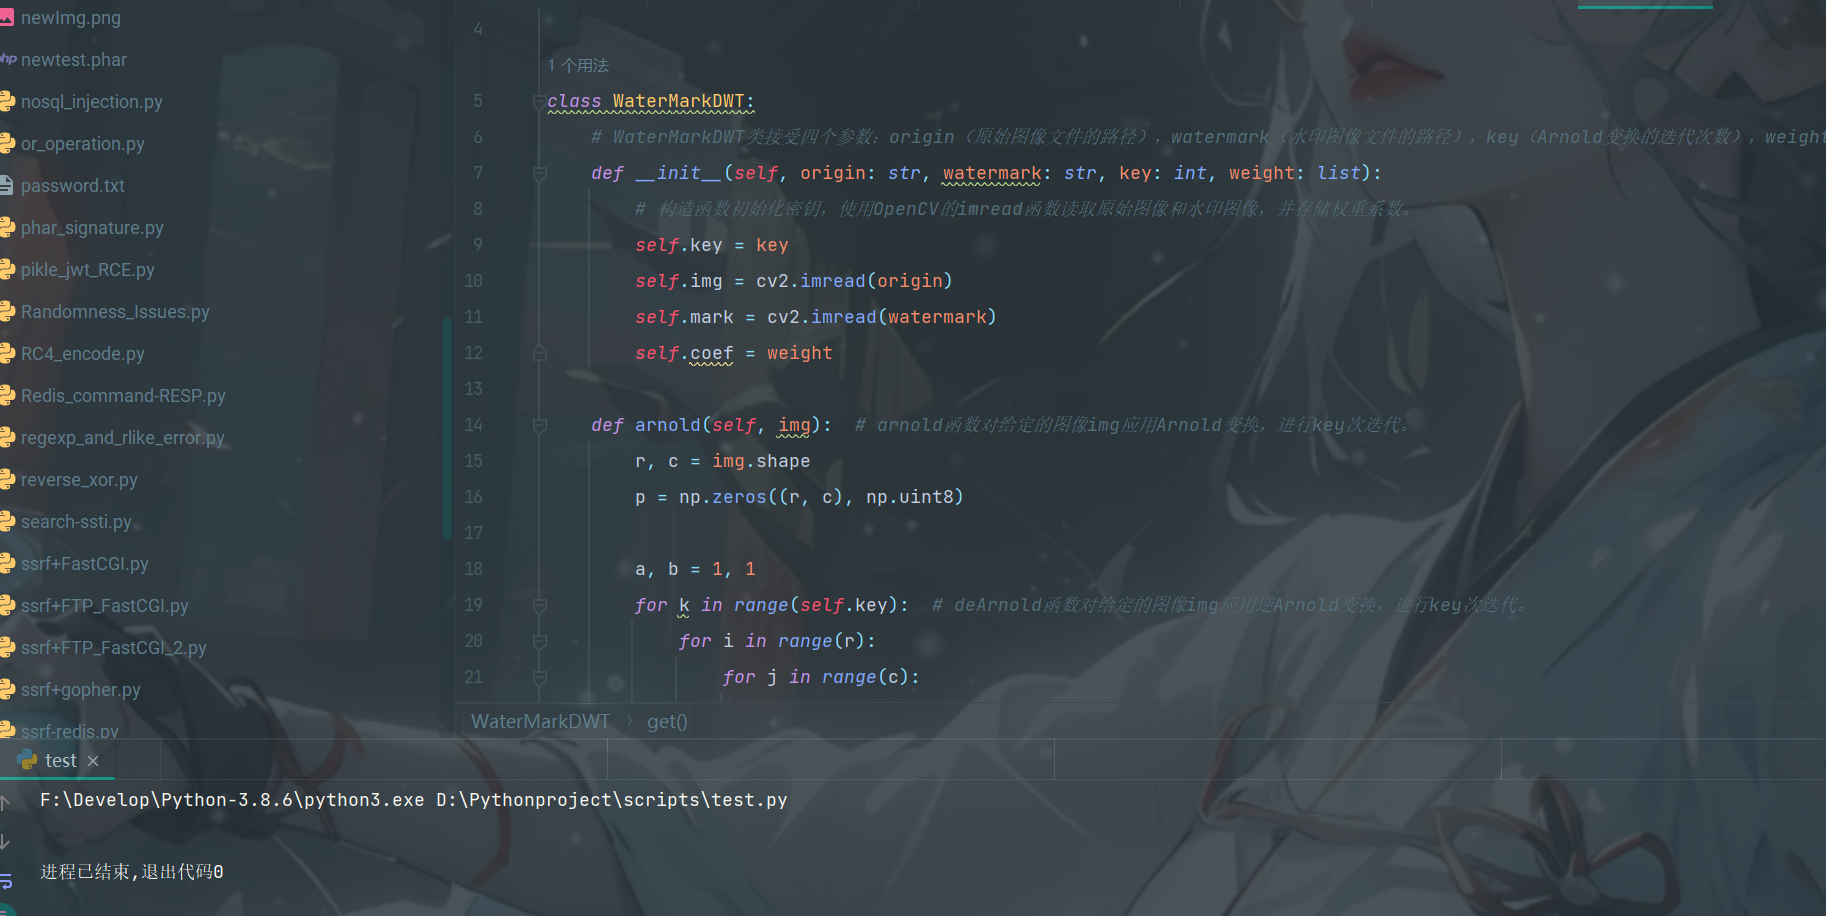 newImg.png
newtest.phar
nosql_injection.py
or_operation.py
password.txt
phar_signature.py
pikle_jwt_RCE.py
Randomness_Issues.py
RC4_encode.py
Redis_command-RESP.py
regexp_and_rlike_error.py
reverse_xor.py
search-ssti.py
ssrf+FastCGI.py
ssrf+FTP_FastCGI.py
ssrf+FTP_FastCGI_2.py
ssrf+gopher.py
ssrf-redis.py
4
1 个用法
5 class WaterMarkDWT:
6 # WaterMarkDWT类接受四个参数：origin（原始图像文件的路径），watermark（水印图像文件的路径），key（Arnold变换的迭代次数），weight
7 def __init__(self, origin: str, watermark: str, key: int, weight: list):
8 # 构造函数初始化密钥，使用OpenCV的imread函数读取原始图像和水印图像，并存储权重系数。
9 self.key = key
10 self.img = cv2.imread(origin)
11 self.mark = cv2.imread(watermark)
12 self.coef = weight
13
14 def arnold(self, img): # arnold函数对给定的图像img应用Arnold变换，进行key次迭代。
15 r, c = img.shape
16 p = np.zeros((r, c), np.uint8)
17
18 a, b = 1, 1
19 for k in range(self.key): # deArnold函数对给定的图像img应用逆Arnold变换，进行key次迭代。
20 for i in range(r):
21 for j in range(c):
WaterMarkDWT › get()
test ×
F:\Develop\Python-3.8.6\python3.exe D:\Pythonproject\scripts\test.py
进程已结束,退出代码0